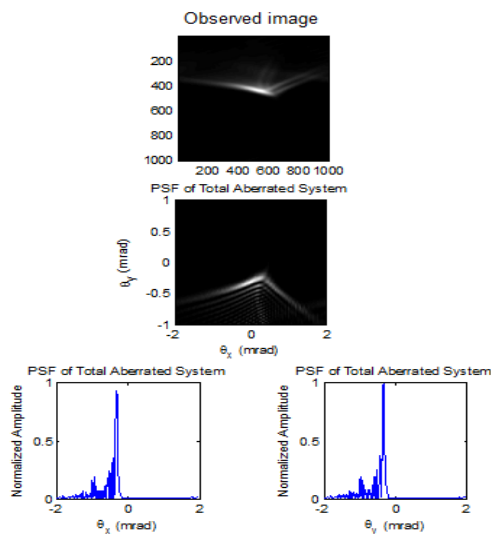 Observed image
200
400
600
800
1000
200 400 600 800 1000
PSF of Total Aberrated System
1
0.5
0
-0.5
-1
θy (mrad)
-2 0 2
θx (mrad)
PSF of Total Aberrated System
1
0.5
0
Normalized Amplitude
-2 0 2
θx (mrad)
PSF of Total Aberrated System
1
0.5
0
Normalized Amplitude
-2 0 2
θy (mrad)